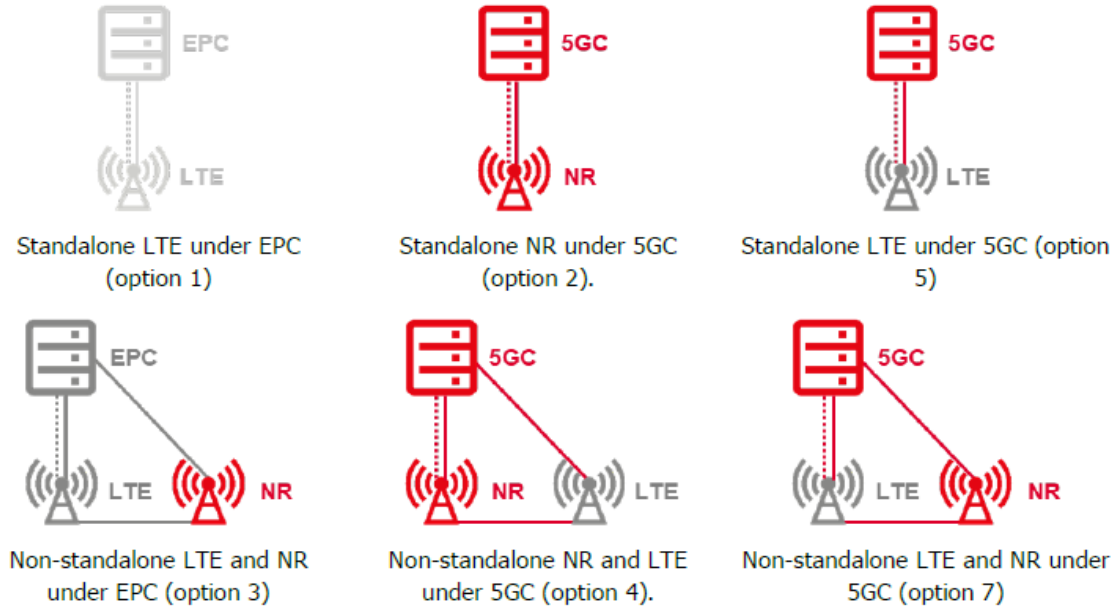 EPC
LTE
Standalone LTE under EPC
(option 1)
5GC
NR
Standalone NR under 5GC
(option 2).
5GC
LTE
Standalone LTE under 5GC (option
5)
EPC
LTE
NR
Non-standalone LTE and NR
under EPC (option 3)
5GC
NR
LTE
Non-standalone NR and LTE
under 5GC (option 4).
5GC
LTE
NR
Non-standalone LTE and NR under
5GC (option 7)